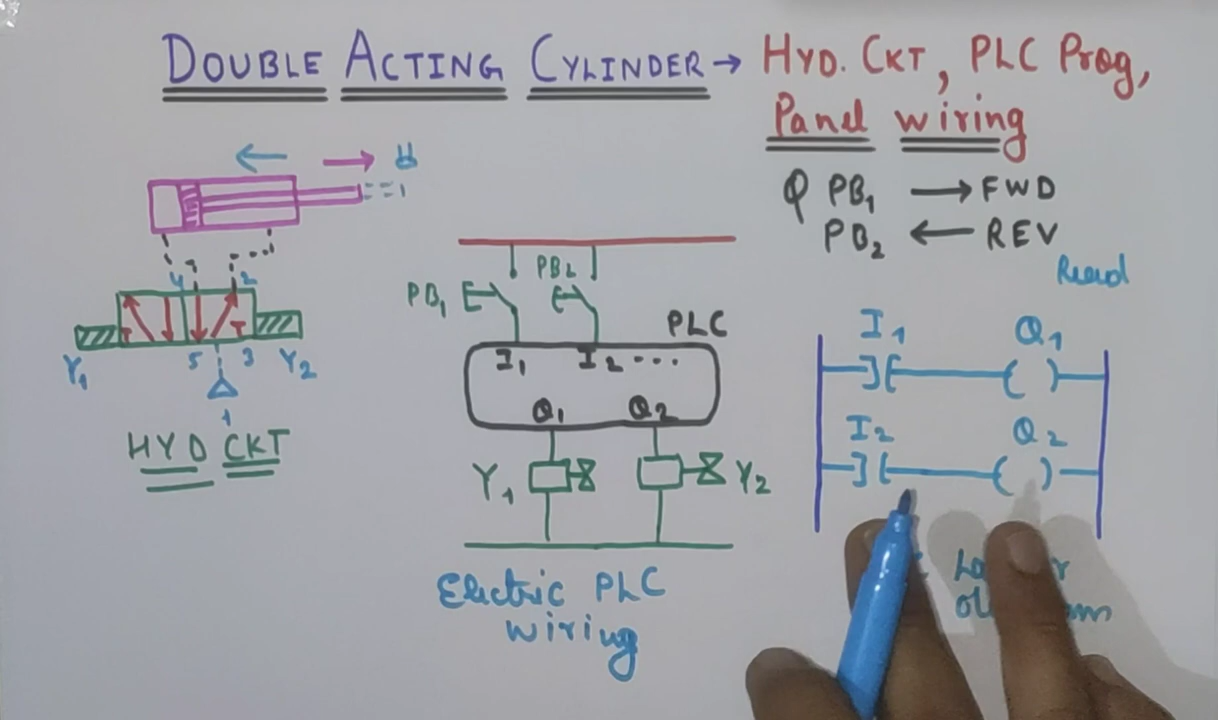 DOUBLE ACTING CYLINDER → HYD. CKT, PLC Prog,
Panel wiring
Q PB1 → FWD
PB2 ← REV
4 2
Y1 5 3 Y2
1
HYD CKT
PB1 PB2
PLC
I1 I2 ...
Q1 Q2
Y1 Y2
Electric PLC
wiring
I1 Q1
I2 Q2